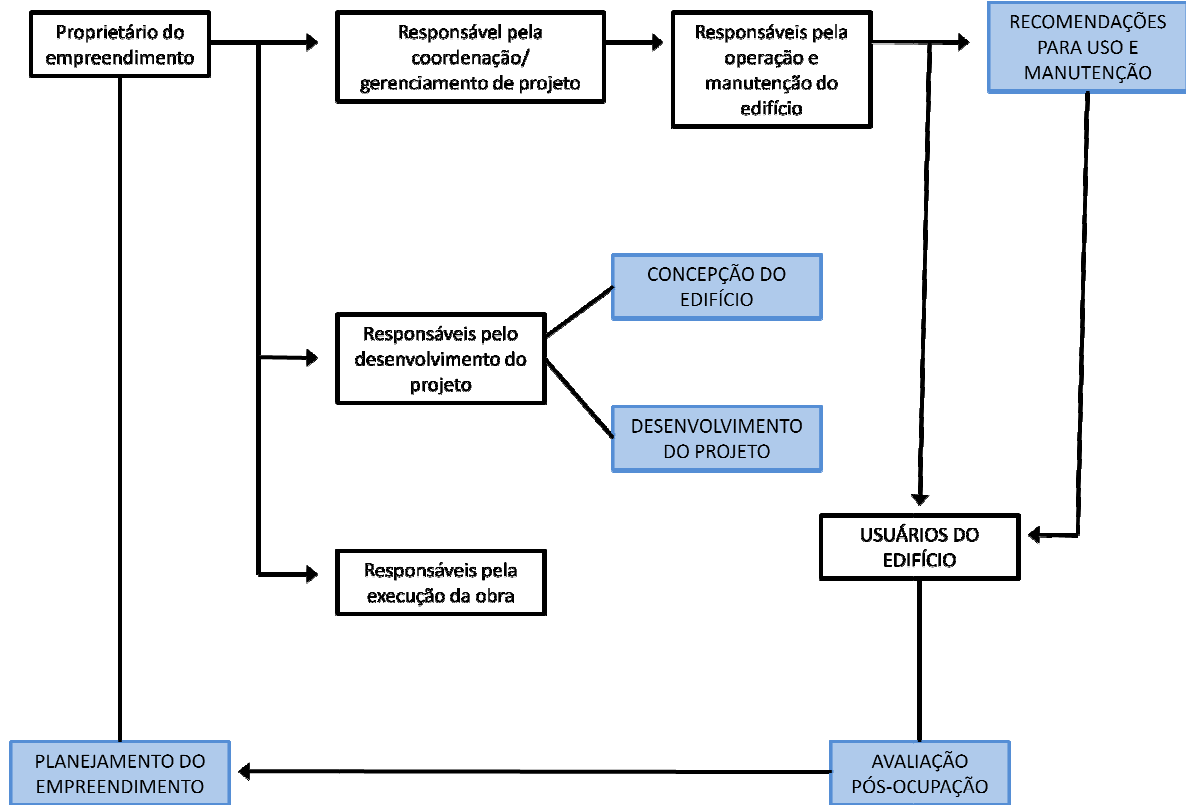 Proprietário do
empreendimento
Responsável pela
coordenação/
gerenciamento de projeto
Responsáveis pela
operação e
manutenção do
edifício
RECOMENDAÇÕES
PARA USO E
MANUTENÇÃO
CONCEPÇÃO DO
EDIFÍCIO
Responsáveis pelo
desenvolvimento do
projeto
DESENVOLVIMENTO
DO PROJETO
USUÁRIOS DO
EDIFÍCIO
Responsáveis pela
execução da obra
PLANEJAMENTO DO
EMPREENDIMENTO
AVALIAÇÃO
PÓS-OCUPAÇÃO